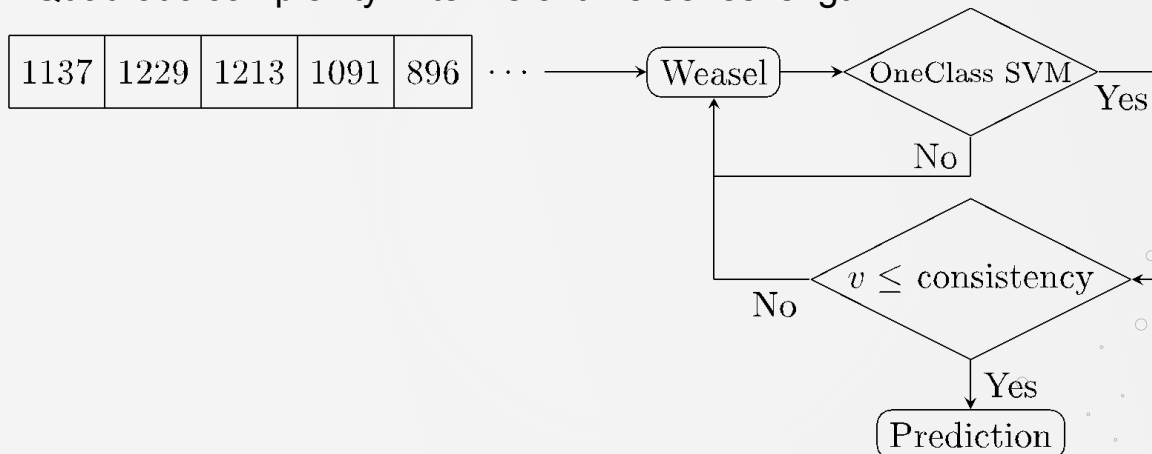 1137 1229 1213 1091 896 ··· Weasel OneClass SVM
Yes
No
v ≤ consistency
No
Yes
Prediction